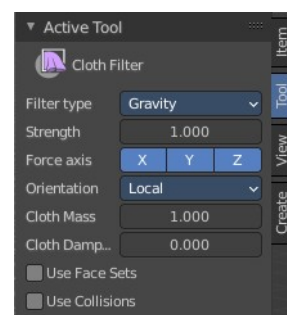 Active Tool
Cloth Filter
Filter type Gravity
Strength 1.000
Force axis X Y Z
Orientation Local
Cloth Mass 1.000
Cloth Damp... 0.000
Use Face Sets
Use Collisions
Item
Tool
View
Create